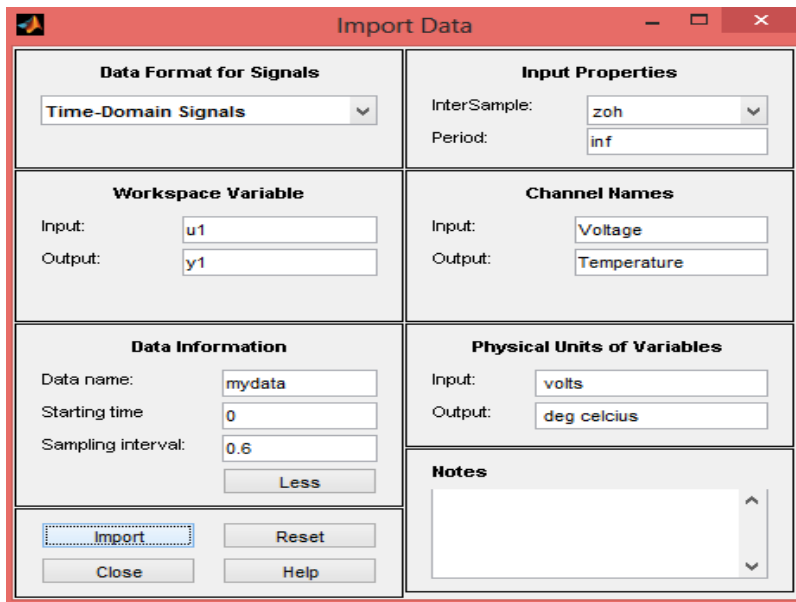 Import Data
Data Format for Signals
Time-Domain Signals
Input Properties
InterSample: zoh
Period: inf
Workspace Variable
Input: u1
Output: y1
Channel Names
Input: Voltage
Output: Temperature
Data Information
Data name: mydata
Starting time 0
Sampling interval: 0.6
Less
Physical Units of Variables
Input: volts
Output: deg celcius
Notes
Import Reset
Close Help